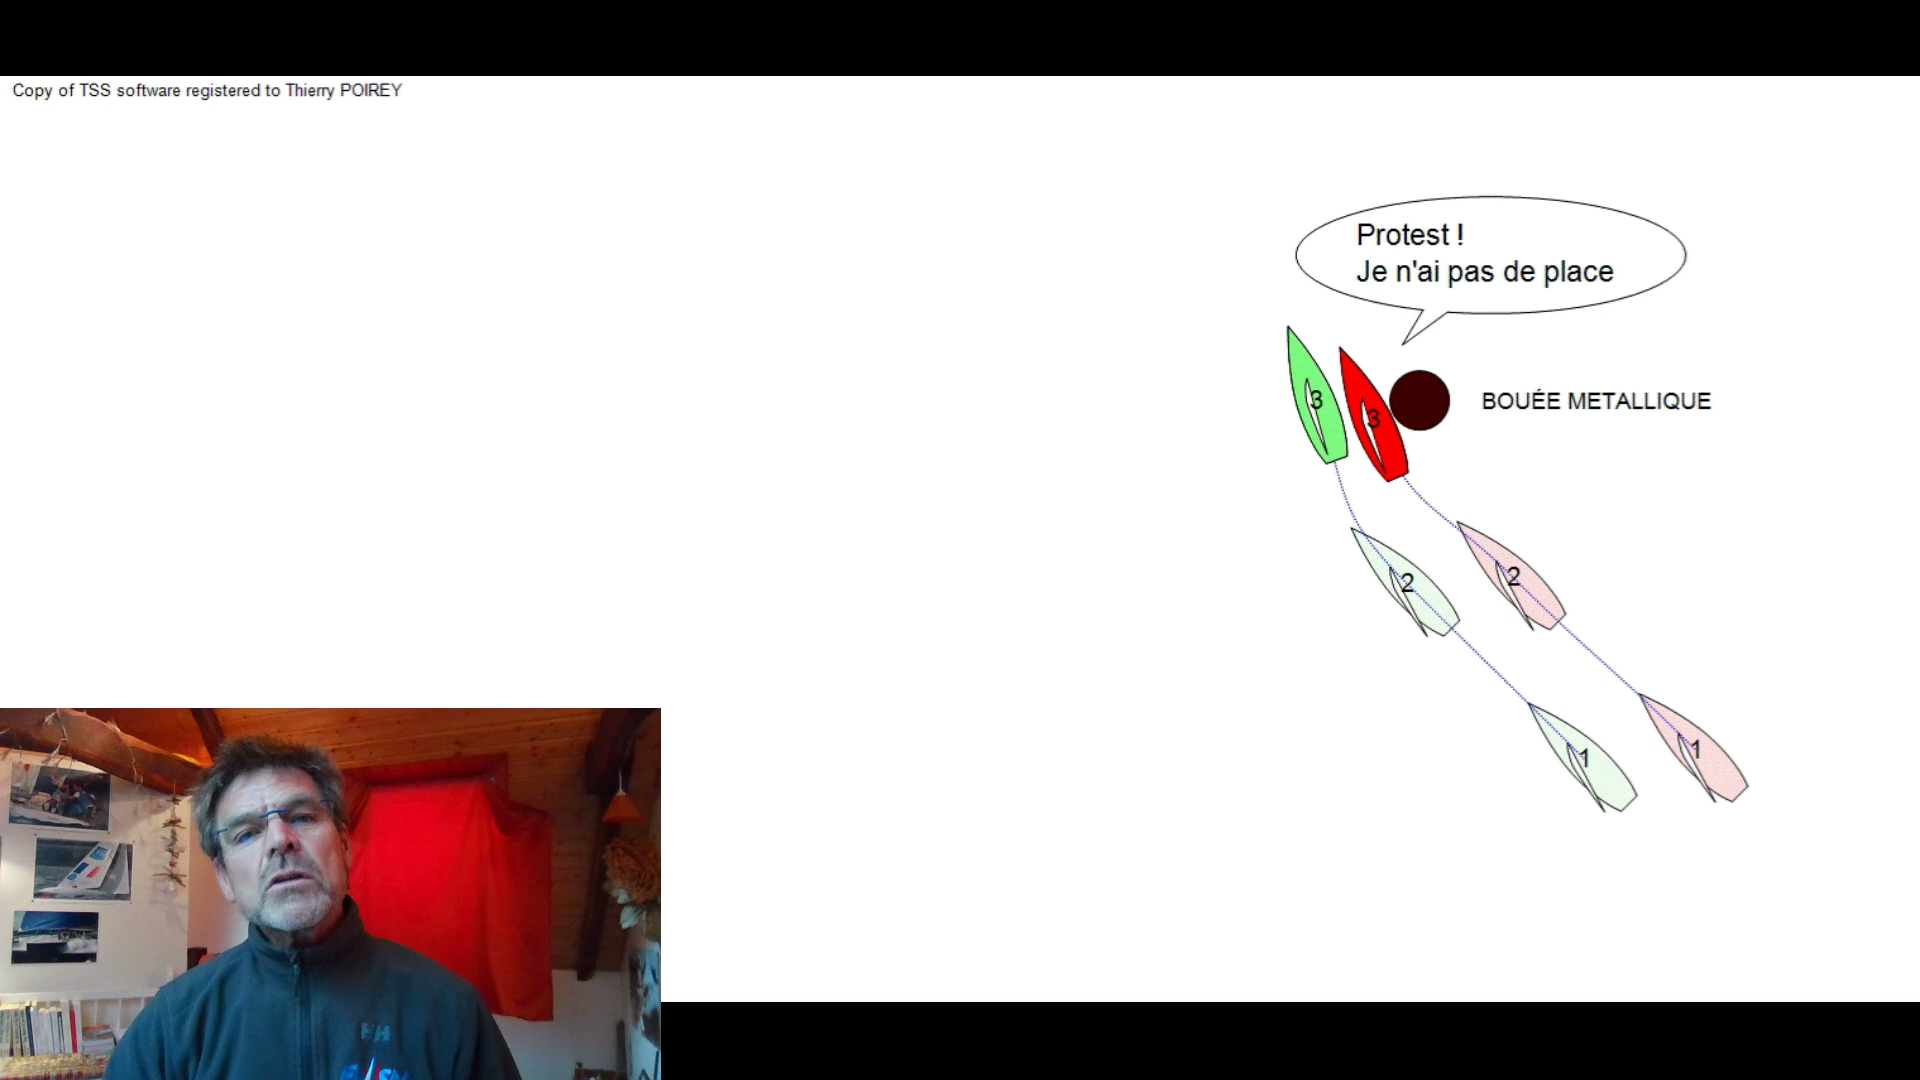 Copy of TSS software registered to Thierry POIREY
Protest !
Je n'ai pas de place
3
3
BOUÉE METALLIQUE
2
2
1
1
HH